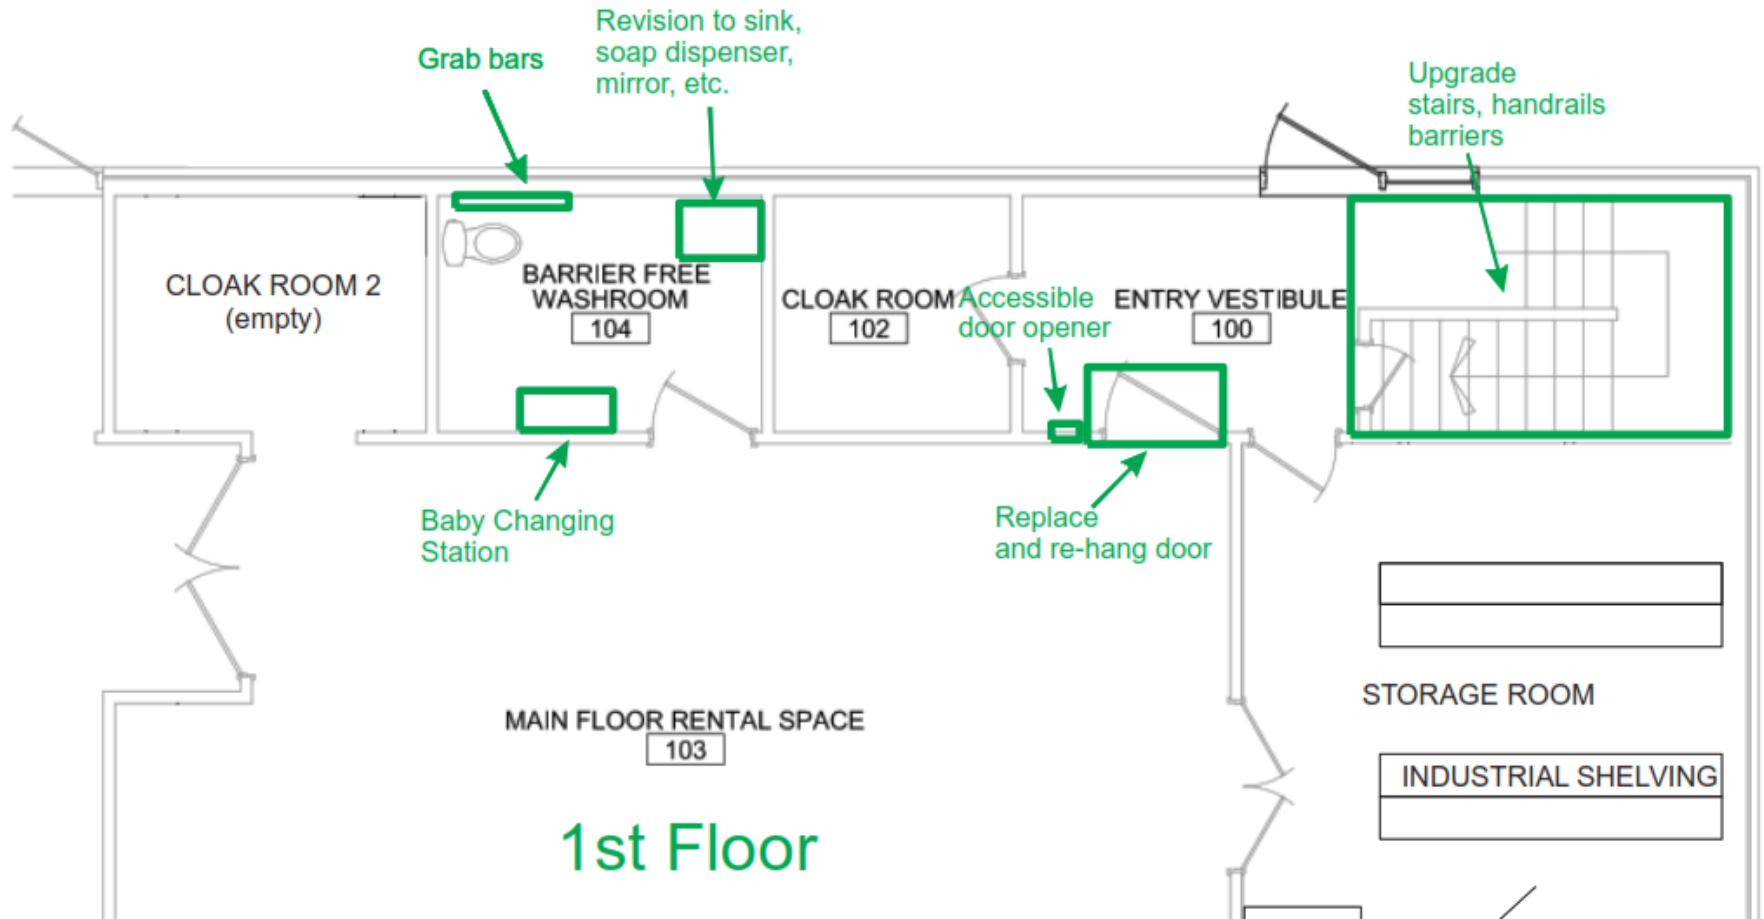 Revision to sink,
soap dispenser,
mirror, etc.
Grab bars
Upgrade
stairs, handrails
barriers
CLOAK ROOM 2
(empty)
BARRIER FREE
WASHROOM
104
CLOAK ROOM
102
Accessible
door opener
ENTRY VESTIBULE
100
Baby Changing
Station
Replace
and re-hang door
MAIN FLOOR RENTAL SPACE
103
STORAGE ROOM
INDUSTRIAL SHELVING
1st Floor